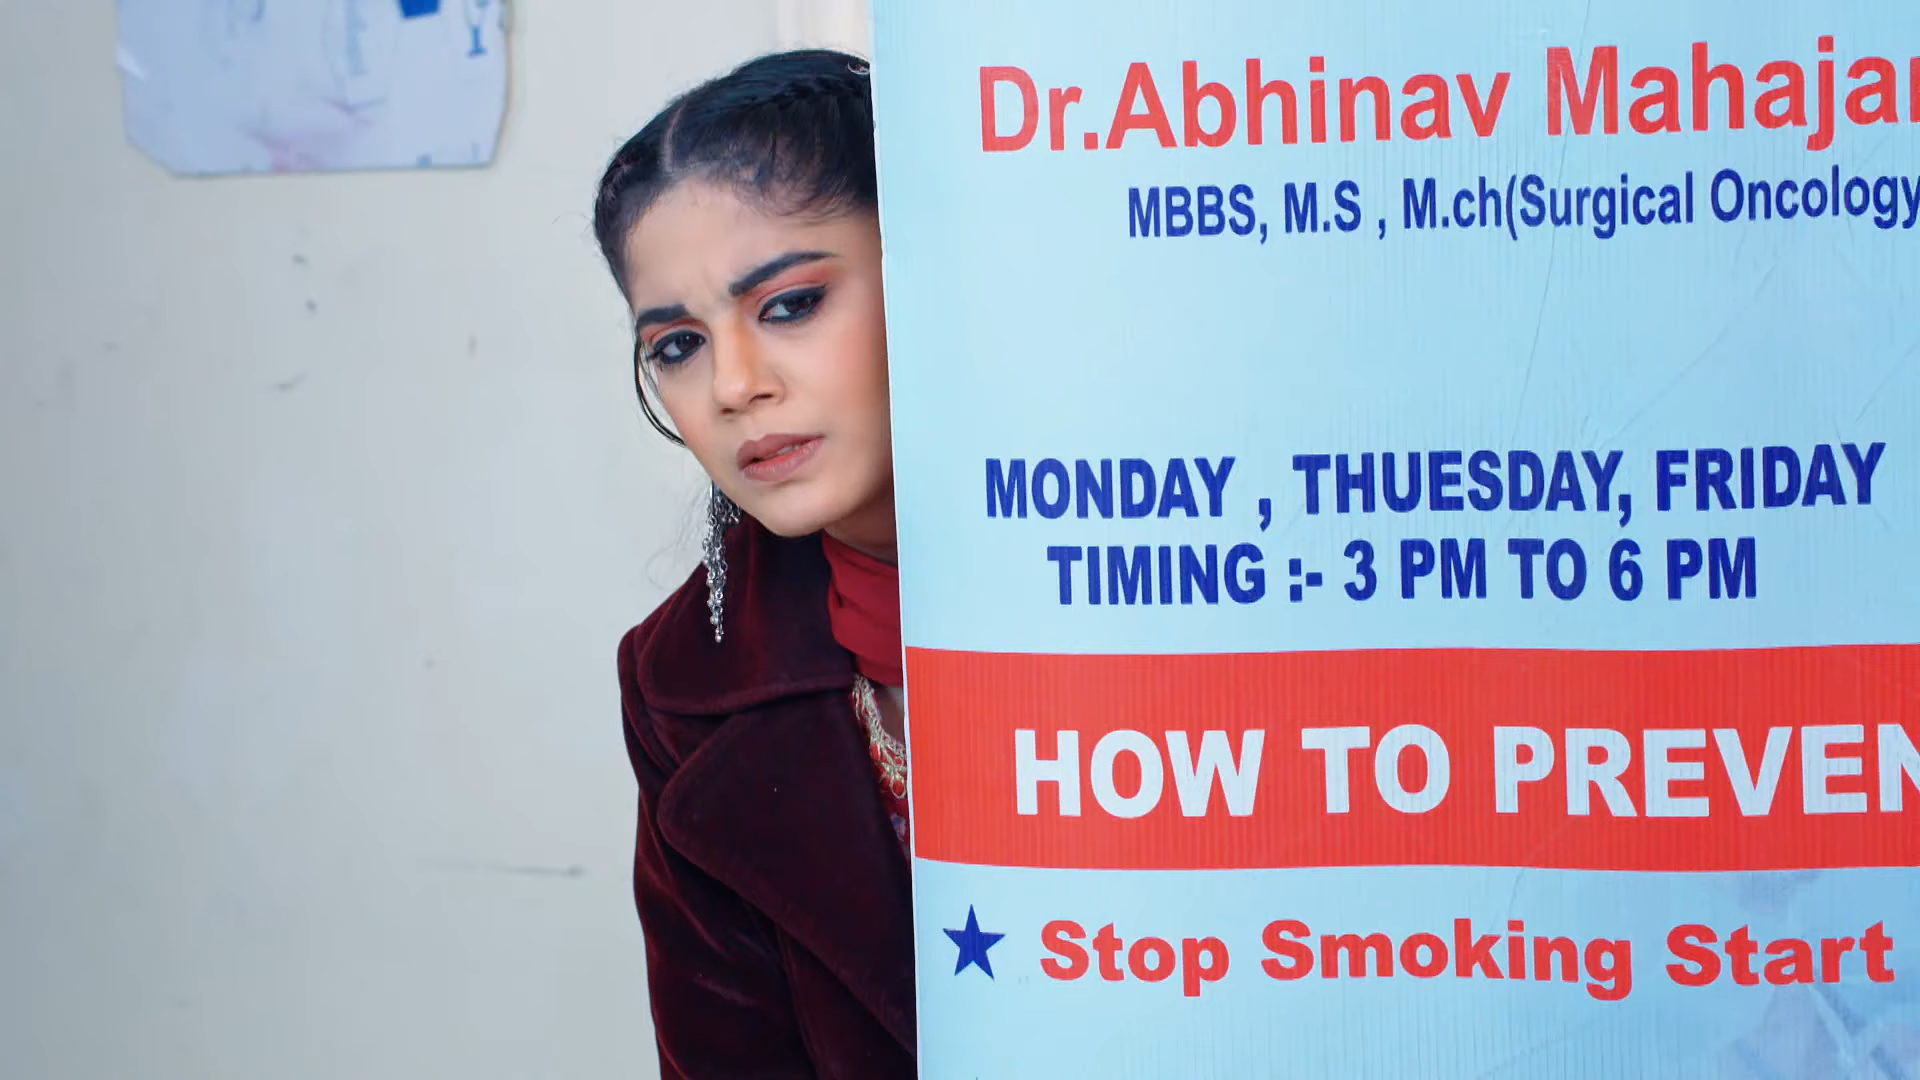 Dr.Abhinav Mahajan
MBBS, M.S , M.ch(Surgical Oncology
MONDAY , THUESDAY, FRIDAY
TIMING :- 3 PM TO 6 PM
HOW TO PREVEN
Stop Smoking Start